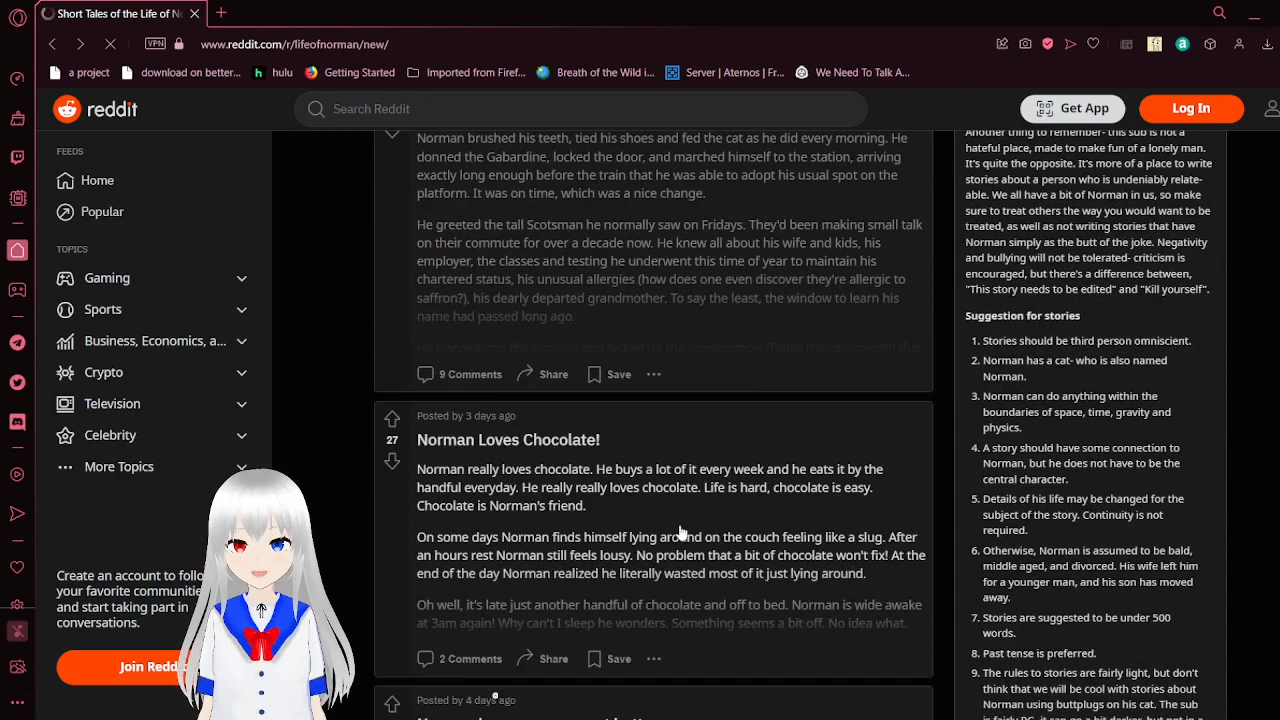 Short Tales of the Life of No
www.reddit.com/r/lifeofnorman/new/
VPN
a project
download on better...
hulu
Getting Started
Imported from Firef...
Breath of the Wild i...
Server | Aternos | Fr...
We Need To Talk A...
reddit
Search Reddit
Get App
Log In
FEEDS
Home
Popular
TOPICS
Gaming
Sports
Business, Economics, a...
Crypto
Television
Celebrity
More Topics
Create an account to follo
your favorite communities
and start taking part in
conversations.
Join Reddi
Norman brushed his teeth, tied his shoes and fed the cat as he did every morning. He
donned the Gabardine, locked the door, and marched himself to the station, arriving
exactly long enough before the train that he was able to adopt his usual spot on the
platform. It was on time, which was a nice change.
He greeted the tall Scotsman he normally saw on Fridays. They'd been making small talk
on their commute for over a decade now. He knew all about his wife and kids, his
employer, the classes and testing he underwent this time of year to maintain his
chartered status, his unusual allergies (how does one even discover they're allergic to
saffron?), his dearly departed grandmother. To say the least, the window to learn his
name had passed long ago.
He hopped into the carriage and picked up the conversation. Today they discovered that
9 Comments
Share
Save
Posted by 3 days ago
27
Norman Loves Chocolate!
Norman really loves chocolate. He buys a lot of it every week and he eats it by the
handful everyday. He really really loves chocolate. Life is hard, chocolate is easy.
Chocolate is Norman's friend.
On some days Norman finds himself lying around on the couch feeling like a slug. After
an hours rest Norman still feels lousy. No problem that a bit of chocolate won't fix! At the
end of the day Norman realized he literally wasted most of it just lying around.
Oh well, it's late just another handful of chocolate and off to bed. Norman is wide awake
at 3am again! Why can't I sleep he wonders. Something seems a bit off. No idea what.
2 Comments
Share
Save
Posted by 4 days ago
Another thing to remember- this sub is not a
hateful place, made to make fun of a lonely man.
It's quite the opposite. It's more of a place to write
stories about a person who is undeniably relate-
able. We all have a bit of Norman in us, so make
sure to treat others the way you would want to be
treated, as well as not writing stories that have
Norman simply as the butt of the joke. Negativity
and bullying will not be tolerated- criticism is
encouraged, but there's a difference between,
"This story needs to be edited" and "Kill yourself".
Suggestion for stories
1. Stories should be third person omniscient.
2. Norman has a cat- who is also named
Norman.
3. Norman can do anything within the
boundaries of space, time, gravity and
physics.
4. A story should have some connection to
Norman, but he does not have to be the
central character.
5. Details of his life may be changed for the
subject of the story. Continuity is not
required.
6. Otherwise, Norman is assumed to be bald,
middle aged, and divorced. His wife left him
for a younger man, and his son has moved
away.
7. Stories are suggested to be under 500
words.
8. Past tense is preferred.
9. The rules to stories are fairly light, but don't
think that we will be cool with stories about
Norman using buttplugs on his cat. The sub